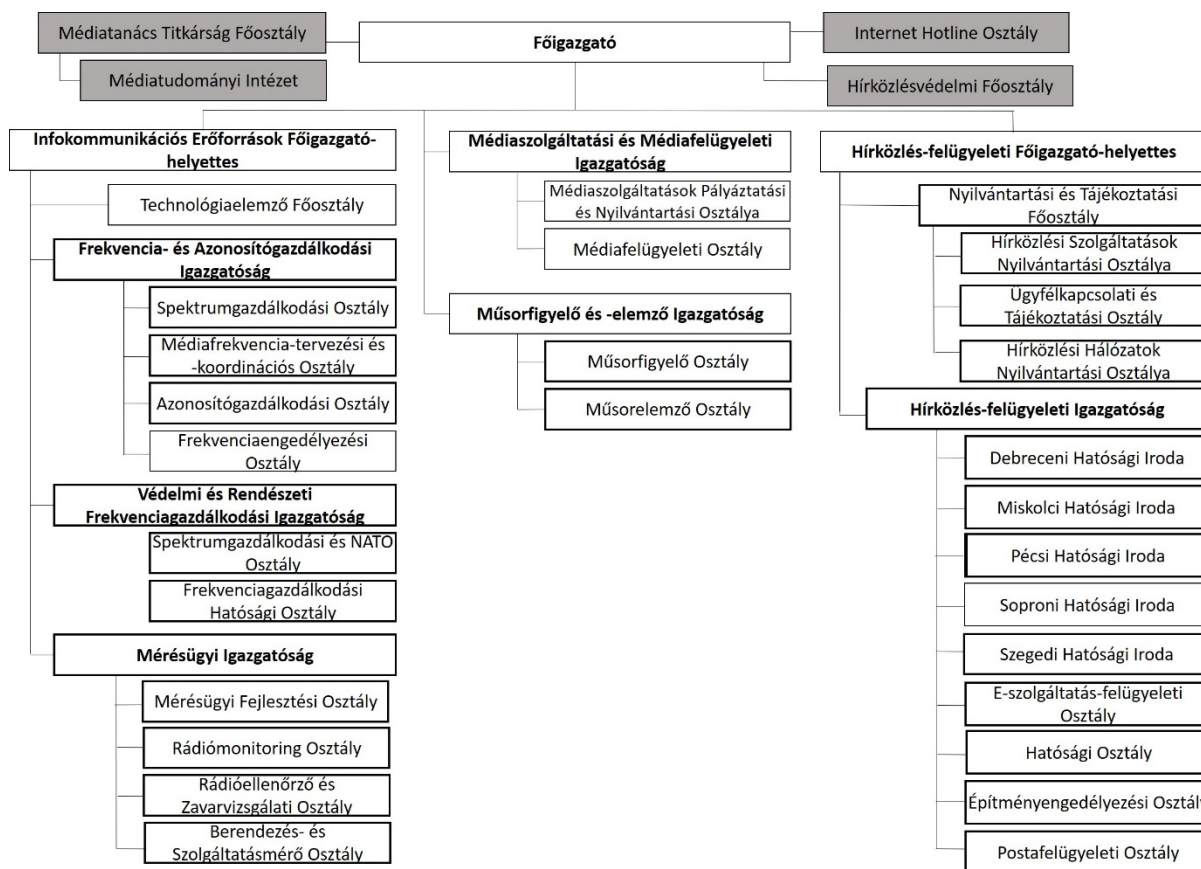 Médiatanács Titkárság Főosztály
Médiatudományi Intézet
Főigazgató
Internet Hotline Osztály
Hírközlésvédelmi Főosztály
Infokommunikációs Erőforrások Főigazgató-
helyettes
Technológiaelemző Főosztály
Frekvencia- és Azonosítógazdálkodási
Igazgatóság
Spektrumgazdálkodási Osztály
Médiafrekvencia-tervezési és
-koordinációs Osztály
Azonosítógazdálkodási Osztály
Frekvenciaengedélyezési
Osztály
Védelmi és Rendészeti
Frekvenciagazdálkodási Igazgatóság
Spektrumgazdálkodási és NATO
Osztály
Frekvenciagazdálkodási
Hatósági Osztály
Mérésügyi Igazgatóság
Mérésügyi Fejlesztési Osztály
Rádiómonitoring Osztály
Rádióellenőrző és
Zavarvizsgálati Osztály
Berendezés- és
Szolgáltatásmérő Osztály
Médiaszolgáltatási és Médiafelügyeleti
Igazgatóság
Médiaszolgáltatások Pályáztatási
és Nyilvántartási Osztálya
Médiafelügyeleti Osztály
Műsorfigyelő és -elemző Igazgatóság
Műsorfigyelő Osztály
Műsorelemző Osztály
Hírközlés-felügyeleti Főigazgató-helyettes
Nyilvántartási és Tájékoztatási
Főosztály
Hírközlési Szolgáltatások
Nyilvántartási Osztálya
Ügyfélkapcsolati és
Tájékoztatási Osztály
Hírközlési Hálózatok
Nyilvántartási Osztálya
Hírközlés-felügyeleti Igazgatóság
Debreceni Hatósági Iroda
Miskolci Hatósági Iroda
Pécsi Hatósági Iroda
Soproni Hatósági Iroda
Szegedi Hatósági Iroda
E-szolgáltatás-felügyeleti
Osztály
Hatósági Osztály
Építményengedélyezési Osztály
Postafelügyeleti Osztály